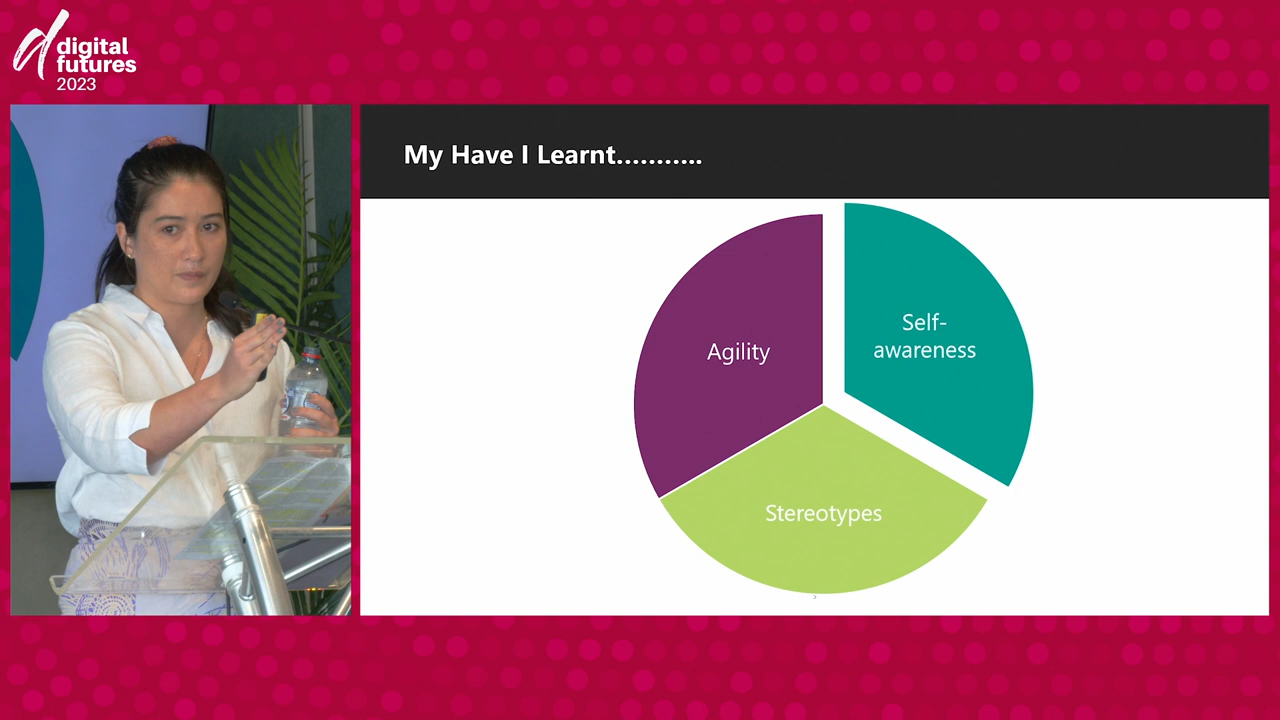 digital
futures
2023
My Have I Learnt...........
Self-
awareness
Agility
Stereotypes